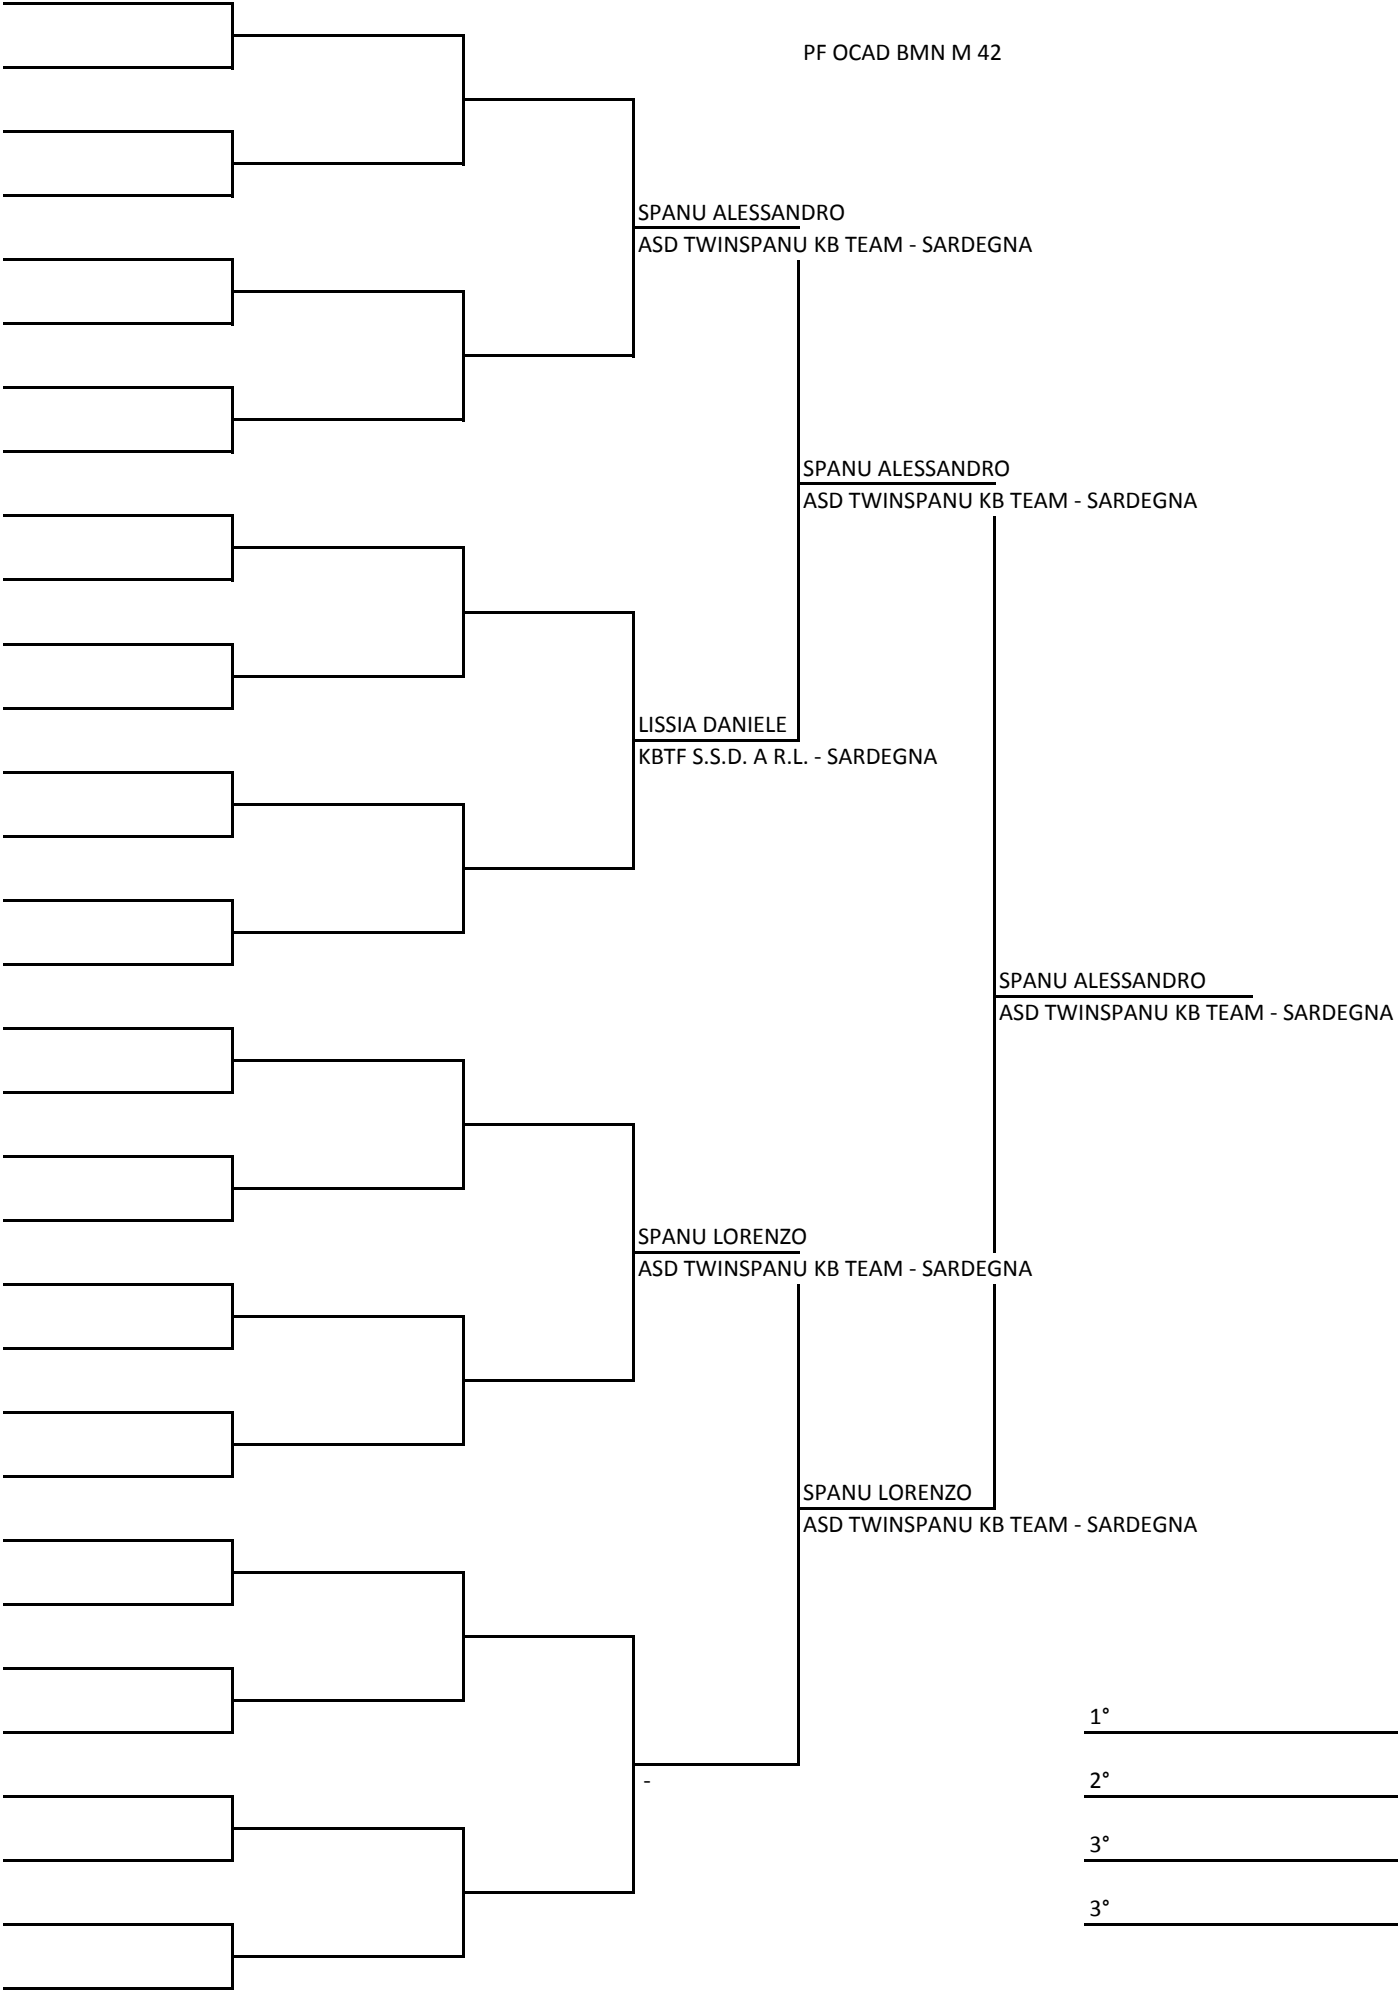 PF OCAD BMN M 42
SPANU ALESSANDRO
ASD TWINSPANU KB TEAM - SARDEGNA
SPANU ALESSANDRO
ASD TWINSPANU KB TEAM - SARDEGNA
LISSIA DANIELE
KBTF S.S.D. A R.L. - SARDEGNA
SPANU ALESSANDRO
ASD TWINSPANU KB TEAM - SARDEGNA
SPANU LORENZO
ASD TWINSPANU KB TEAM - SARDEGNA
SPANU LORENZO
ASD TWINSPANU KB TEAM - SARDEGNA
1°
-
2°
3°
3°